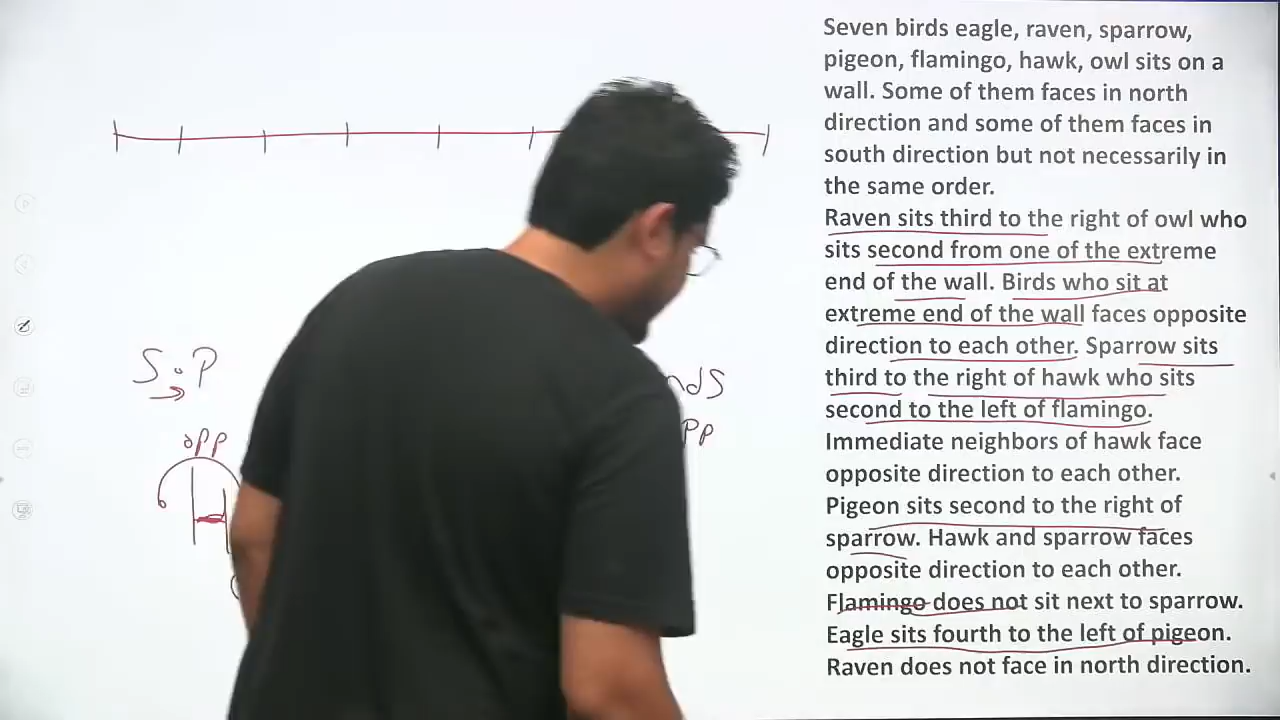 Seven birds eagle, raven, sparrow,
pigeon, flamingo, hawk, owl sits on a
wall. Some of them faces in north
direction and some of them faces in
south direction but not necessarily in
the same order.
Raven sits third to the right of owl who
sits second from one of the extreme
end of the wall. Birds who sit at
extreme end of the wall faces opposite
direction to each other. Sparrow sits
third to the right of hawk who sits
second to the left of flamingo.
Immediate neighbors of hawk face
opposite direction to each other.
Pigeon sits second to the right of
sparrow. Hawk and sparrow faces
opposite direction to each other.
Flamingo does not sit next to sparrow.
Eagle sits fourth to the left of pigeon.
Raven does not face in north direction.
S . P
opp